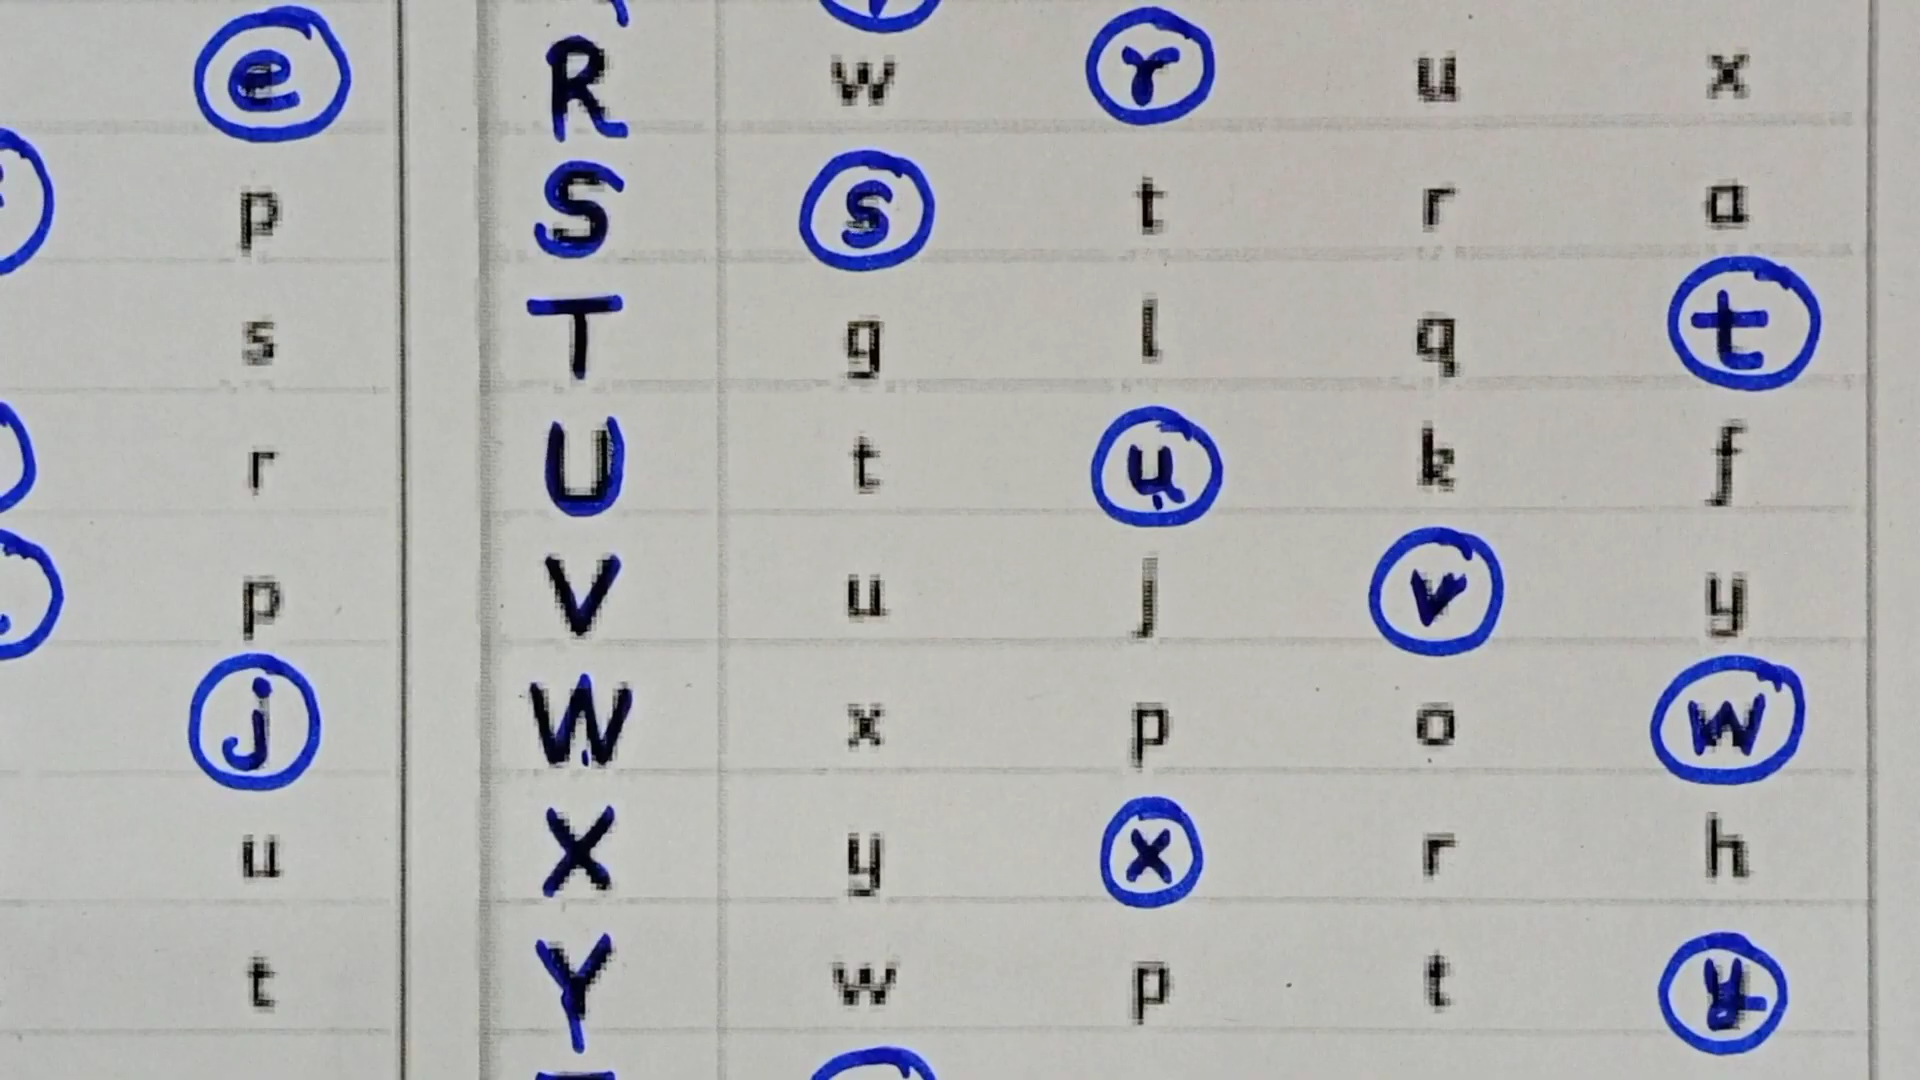 e R w r u x
p S s t r a
s T g l q t
r U t u k f
p V u j v y
j W x p o w
u X y x r h
t Y w p t y